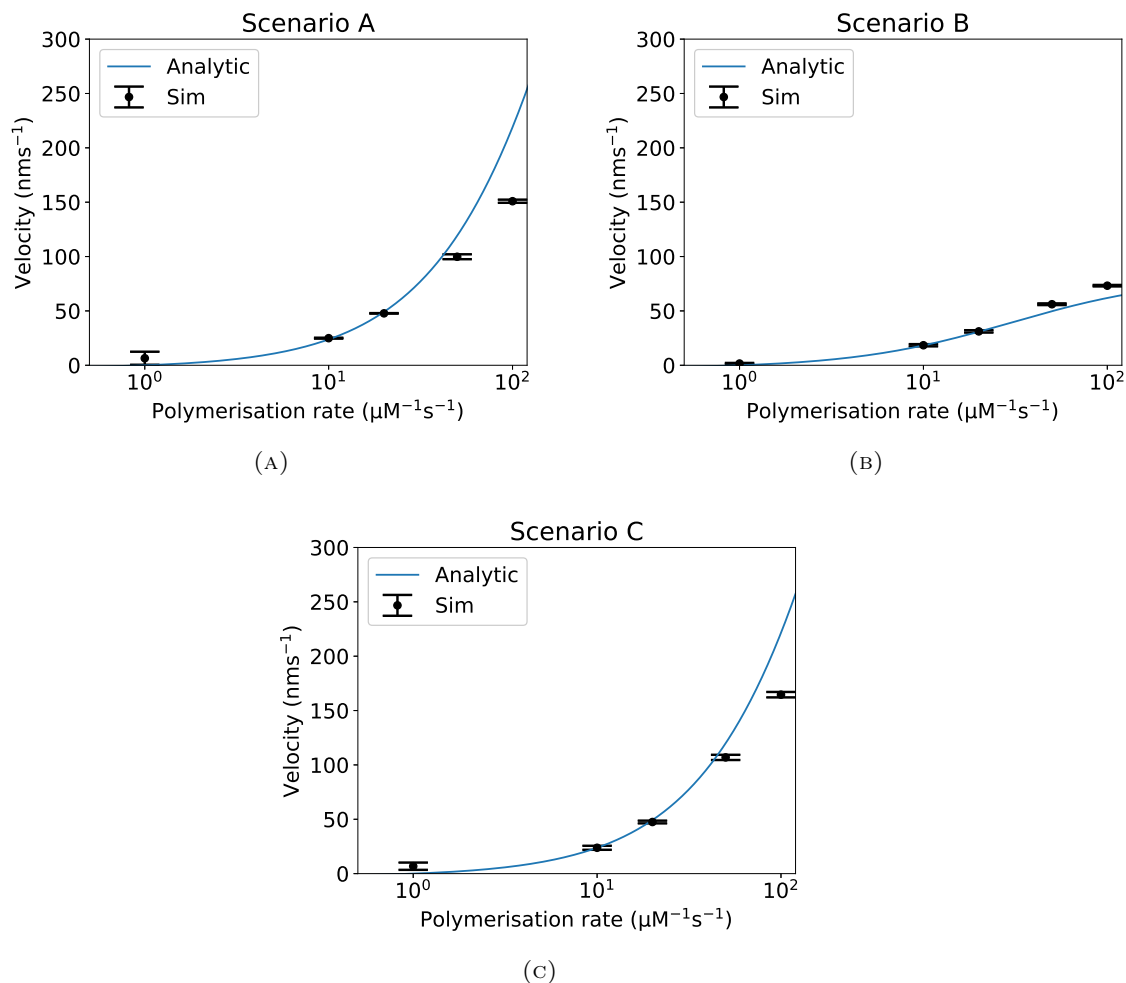 Scenario A
300
250
200
150
100
50
0
Velocity (nms⁻¹)
Analytic
Sim
10⁰ 10¹ 10²
Polymerisation rate (μM⁻¹s⁻¹)
(A)
Scenario B
300
250
200
150
100
50
0
Velocity (nms⁻¹)
Analytic
Sim
10⁰ 10¹ 10²
Polymerisation rate (μM⁻¹s⁻¹)
(B)
Scenario C
300
250
200
150
100
50
0
Velocity (nms⁻¹)
Analytic
Sim
10⁰ 10¹ 10²
Polymerisation rate (μM⁻¹s⁻¹)
(C)